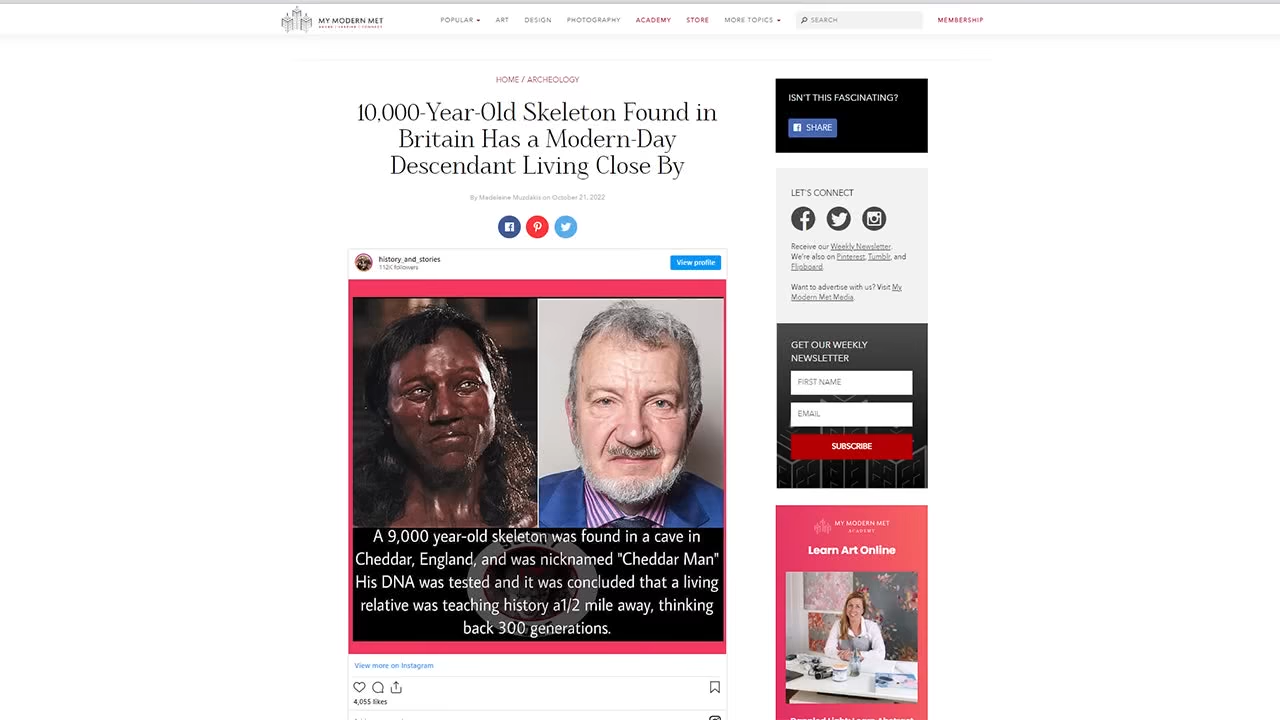 MY MODERN MET
SHARE | INSPIRE | CONNECT
POPULAR
ART
DESIGN
PHOTOGRAPHY
ACADEMY
STORE
MORE TOPICS
SEARCH
MEMBERSHIP
HOME / ARCHEOLOGY
10,000-Year-Old Skeleton Found in
Britain Has a Modern-Day
Descendant Living Close By
By Madeleine Muzdakis on October 21, 2022
history_and_stories
112K followers
View profile
A 9,000 year-old skeleton was found in a cave in
Cheddar, England, and was nicknamed "Cheddar Man"
His DNA was tested and it was concluded that a living
relative was teaching history a1/2 mile away, thinking
back 300 generations.
View more on Instagram
4,055 likes
ISN'T THIS FASCINATING?
SHARE
LET'S CONNECT
Receive our Weekly Newsletter.
We're also on Pinterest, Tumblr, and
Flipboard.
Want to advertise with us? Visit My
Modern Met Media.
GET OUR WEEKLY
NEWSLETTER
FIRST NAME
EMAIL
SUBSCRIBE
MY MODERN MET
ACADEMY
Learn Art Online